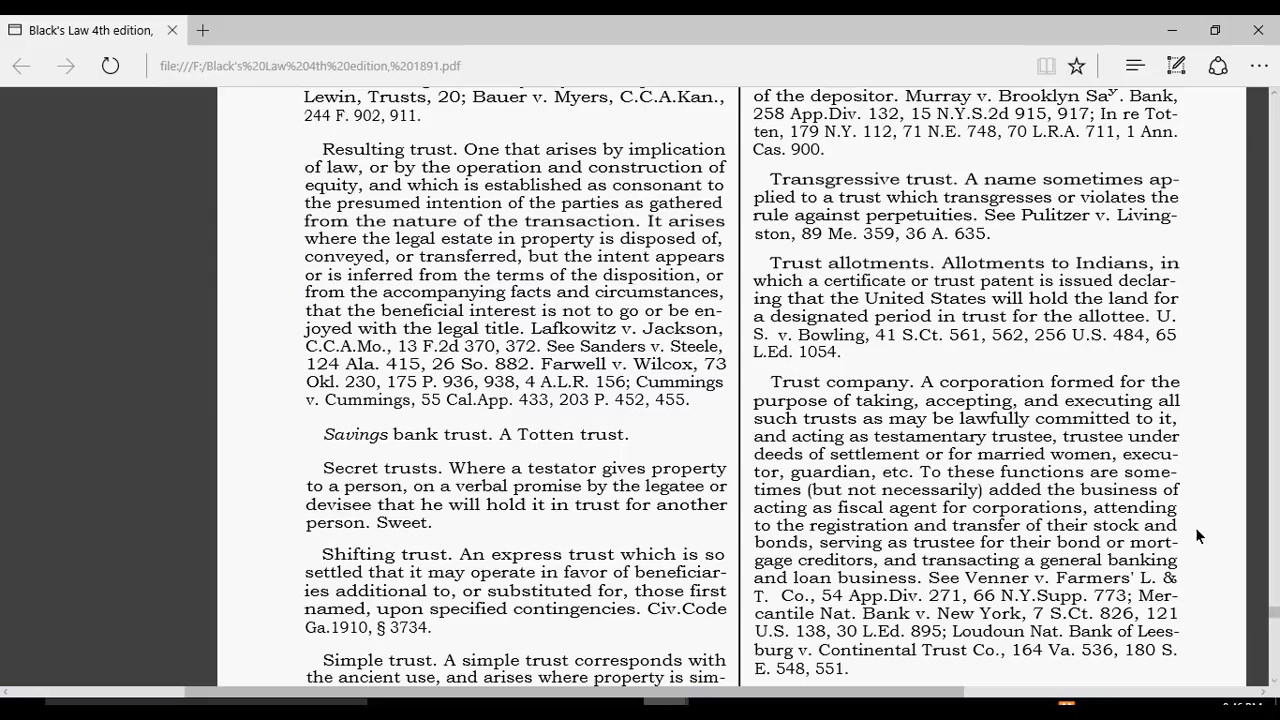 Black's Law 4th edition,
file:///F:/Black's%20Law%204th%20edition,%201891.pdf
Lewin, Trusts, 20; Bauer v. Myers, C.C.A.Kan.,
244 F. 902, 911.
Resulting trust. One that arises by implication
of law, or by the operation and construction of
equity, and which is established as consonant to
the presumed intention of the parties as gathered
from the nature of the transaction. It arises
where the legal estate in property is disposed of,
conveyed, or transferred, but the intent appears
or is inferred from the terms of the disposition, or
from the accompanying facts and circumstances,
that the beneficial interest is not to go or be en-
joyed with the legal title. Lafkowitz v. Jackson,
C.C.A.Mo., 13 F.2d 370, 372. See Sanders v. Steele,
124 Ala. 415, 26 So. 882. Farwell v. Wilcox, 73
Okl. 230, 175 P. 936, 938, 4 A.L.R. 156; Cummings
v. Cummings, 55 Cal.App. 433, 203 P. 452, 455.
Savings bank trust. A Totten trust.
Secret trusts. Where a testator gives property
to a person, on a verbal promise by the legatee or
devisee that he will hold it in trust for another
person. Sweet.
Shifting trust. An express trust which is so
settled that it may operate in favor of beneficiar-
ies additional to, or substituted for, those first
named, upon specified contingencies. Civ.Code
Ga.1910, § 3734.
Simple trust. A simple trust corresponds with
the ancient use, and arises where property is sim-
of the depositor. Murray v. Brooklyn Say. Bank,
258 App.Div. 132, 15 N.Y.S.2d 915, 917; In re Tot-
ten, 179 N.Y. 112, 71 N.E. 748, 70 L.R.A. 711, 1 Ann.
Cas. 900.
Transgressive trust. A name sometimes ap-
plied to a trust which transgresses or violates the
rule against perpetuities. See Pulitzer v. Living-
ston, 89 Me. 359, 36 A. 635.
Trust allotments. Allotments to Indians, in
which a certificate or trust patent is issued declar-
ing that the United States will hold the land for
a designated period in trust for the allottee. U.
S. v. Bowling, 41 S.Ct. 561, 562, 256 U.S. 484, 65
L.Ed. 1054.
Trust company. A corporation formed for the
purpose of taking, accepting, and executing all
such trusts as may be lawfully committed to it,
and acting as testamentary trustee, trustee under
deeds of settlement or for married women, execu-
tor, guardian, etc. To these functions are some-
times (but not necessarily) added the business of
acting as fiscal agent for corporations, attending
to the registration and transfer of their stock and
bonds, serving as trustee for their bond or mort-
gage creditors, and transacting a general banking
and loan business. See Venner v. Farmers' L. &
T. Co., 54 App.Div. 271, 66 N.Y.Supp. 773; Mer-
cantile Nat. Bank v. New York, 7 S.Ct. 826, 121
U.S. 138, 30 L.Ed. 895; Loudoun Nat. Bank of Lees-
burg v. Continental Trust Co., 164 Va. 536, 180 S.
E. 548, 551.